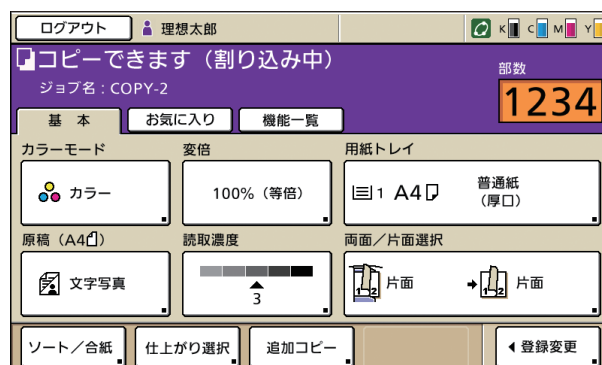 ログアウト 理想太郎 K C M Y
コピーできます（割り込み中） 部数
ジョブ名：COPY-2 1234
基 本 お気に入り 機能一覧
カラーモード 変倍 用紙トレイ
カラー 100%（等倍） 1 A4 普通紙
（厚口）
原稿（A4） 読取濃度 両面／片面選択
文字写真 3 1 2 片面 → 1 2 片面
ソート／合紙 仕上がり選択 追加コピー 登録変更